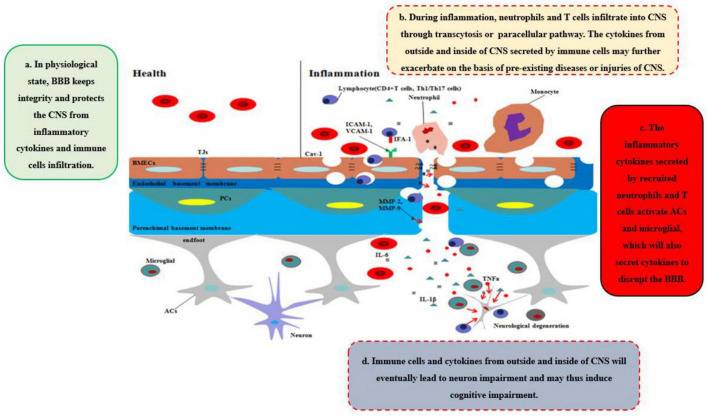 b. During inflammation, neutrophils and T cells infiltrate into CNS
through transcytosis or  paracellular pathway. The cytokines from
outside and inside of CNS secreted by immune cells may further
exacerbate on the basis of pre-existing diseases or injuries of CNS.
a. In physiological
state, BBB keeps
integrity and protects
the CNS from
inflammatory
cytokines and immune
cells infiltration.
Health
Inflammation
Lymphocyte(CD4+T cells, Th1/Th17 cells)
Neutrophil
Monocyte
ICAM-1,
VCAM-1
IFA-1
TJs
Cav-1
BMECs
Endothelial basement membrane
PCs
MMP-2,
MMP-9
Parenchimal basement membrane
endfoot
Microglial
IL-6
TNFα
IL-1β
ACs
Neuron
Neurological degeneration
c. The
inflammatory
cytokines secreted
by recruited
neutrophils and T
cells activate ACs
and microglial,
which will also
secret cytokines to
disrupt the BBB.
d. Immune cells and cytokines from outside and inside of CNS will
eventually lead to neuron impairment and may thus induce
cognitive impairment.